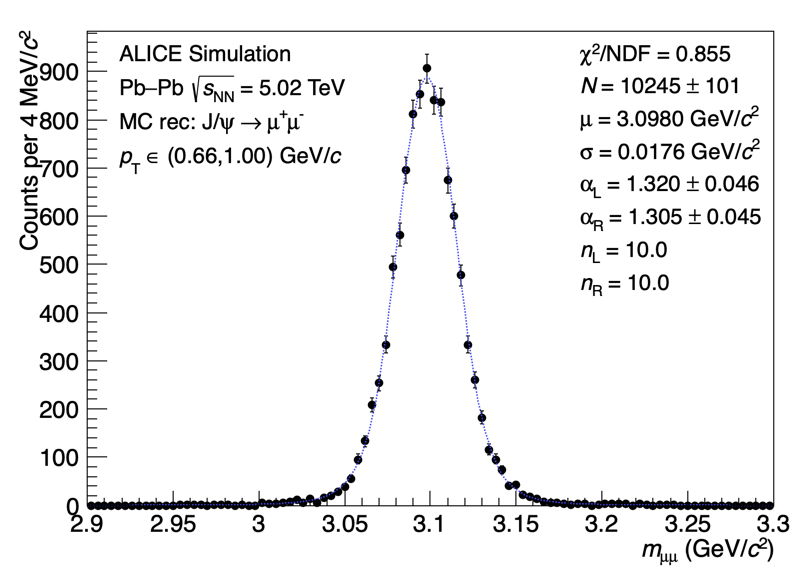 Counts per 4 MeV/c²
ALICE Simulation
Pb–Pb √s_NN = 5.02 TeV
MC rec: J/ψ → μ⁺μ⁻
p_T ∈ (0.66,1.00) GeV/c
χ²/NDF = 0.855
N = 10245 ± 101
μ = 3.0980 GeV/c²
σ = 0.0176 GeV/c²
α_L = 1.320 ± 0.046
α_R = 1.305 ± 0.045
n_L = 10.0
n_R = 10.0
900
800
700
600
500
400
300
200
100
0
2.9 2.95 3 3.05 3.1 3.15 3.2 3.25 3.3
m_μμ (GeV/c²)